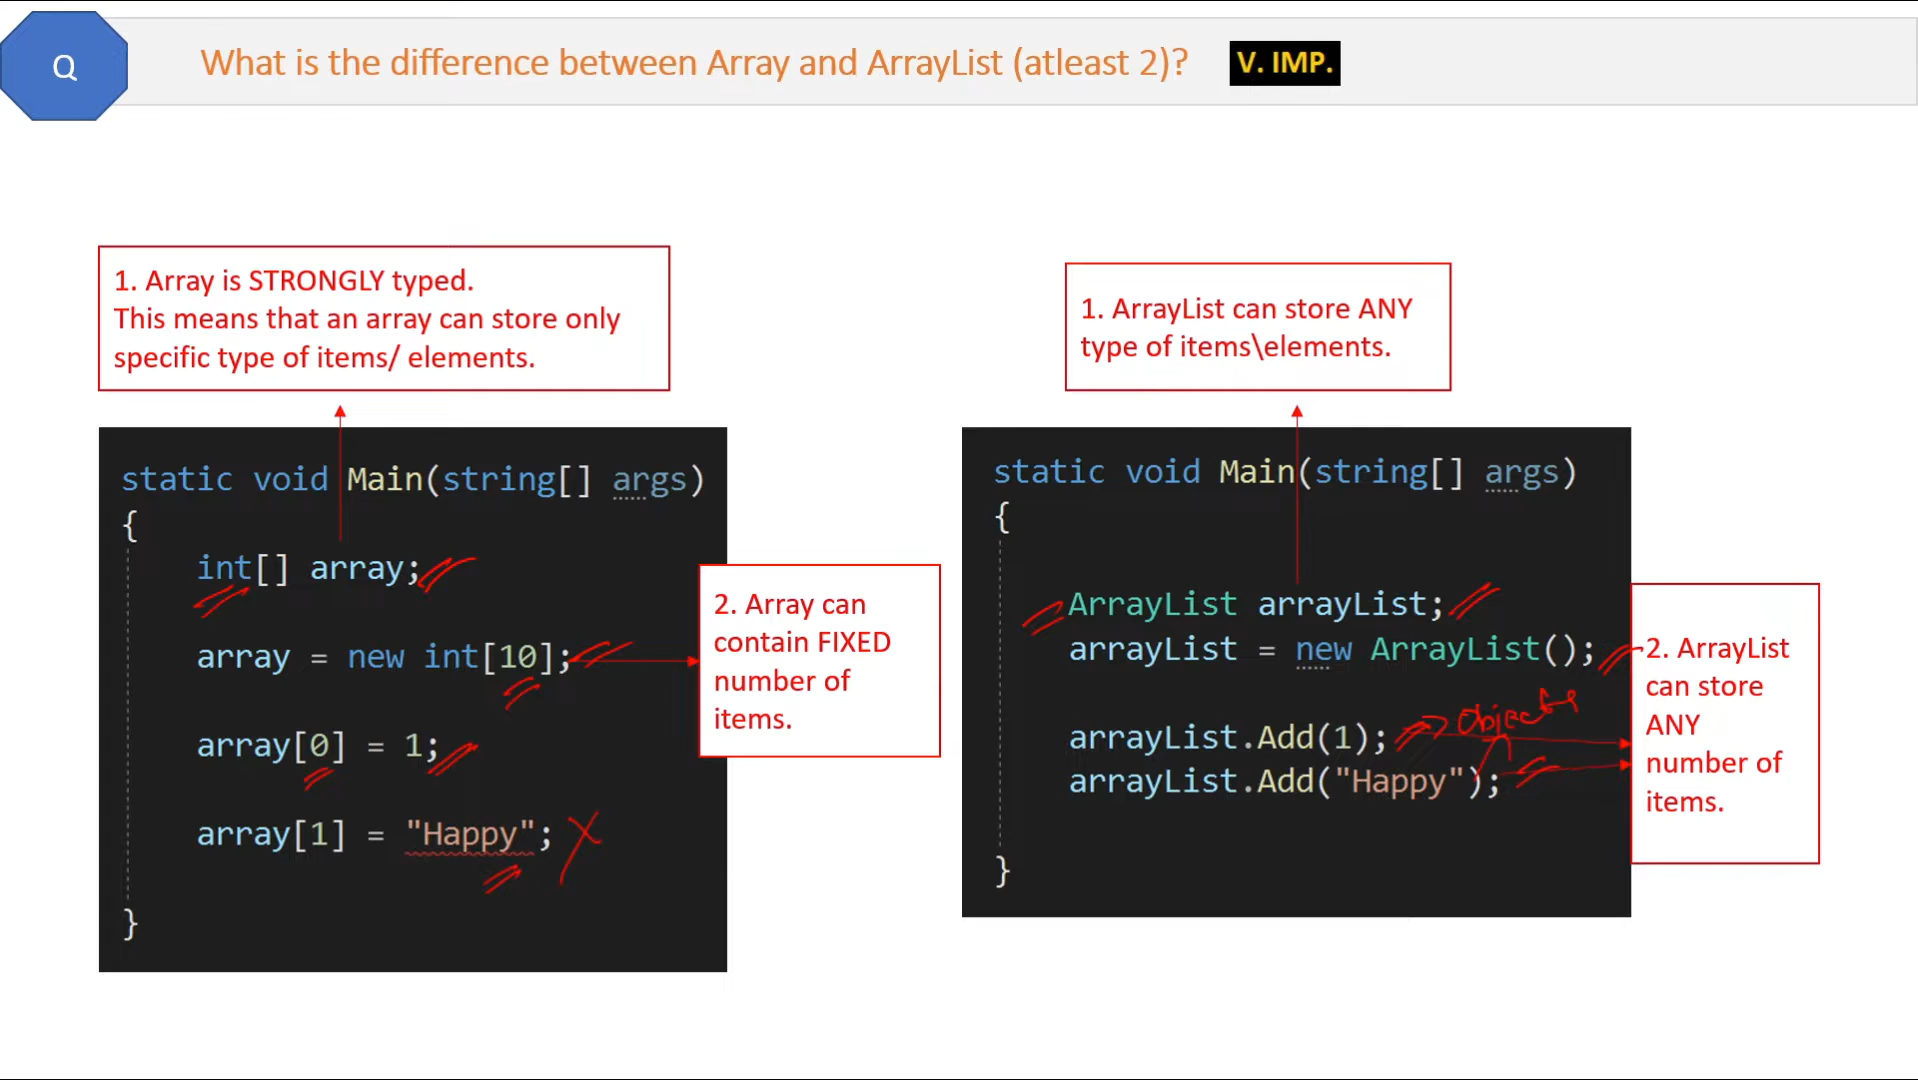 Q
What is the difference between Array and ArrayList (atleast 2)?
V. IMP.
1. Array is STRONGLY typed.
This means that an array can store only
specific type of items/ elements.
static void Main(string[] args)
{
int[] array;
array = new int[10];
array[0] = 1;
array[1] = "Happy";
}
2. Array can
contain FIXED
number of
items.
1. ArrayList can store ANY
type of items\elements.
static void Main(string[] args)
{
ArrayList arrayList;
arrayList = new ArrayList();
arrayList.Add(1);
objects
arrayList.Add("Happy");
}
2. ArrayList
can store
ANY
number of
items.